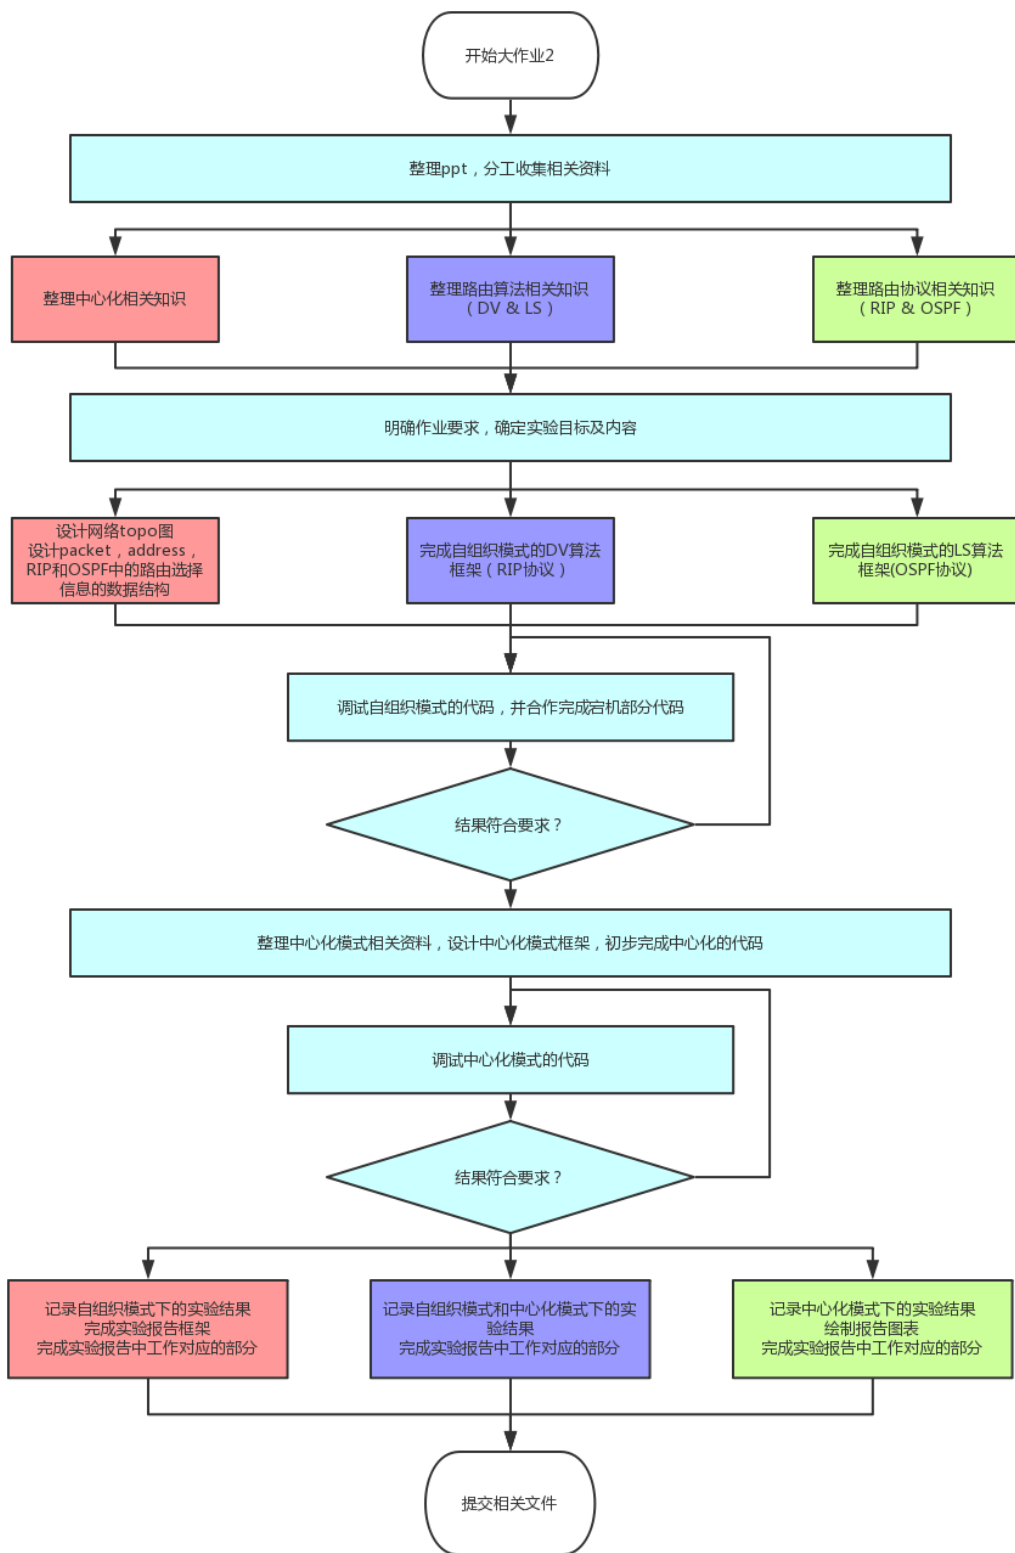 开始大作业2
整理ppt，分工收集相关资料
整理中心化相关知识
整理路由算法相关知识
（DV & LS）
整理路由协议相关知识
（RIP & OSPF）
明确作业要求，确定实验目标及内容
设计网络topo图
设计packet，address，
RIP和OSPF中的路由选择
信息的数据结构
完成自组织模式的DV算法
框架（RIP协议）
完成自组织模式的LS算法
框架(OSPF协议)
调试自组织模式的代码，并合作完成宕机部分代码
结果符合要求？
整理中心化模式相关资料，设计中心化模式框架，初步完成中心化的代码
调试中心化模式的代码
结果符合要求？
记录自组织模式下的实验结果
完成实验报告框架
完成实验报告中工作对应的部分
记录自组织模式和中心化模式下的实
验结果
完成实验报告中工作对应的部分
记录中心化模式下的实验结果
绘制报告图表
完成实验报告中工作对应的部分
提交相关文件